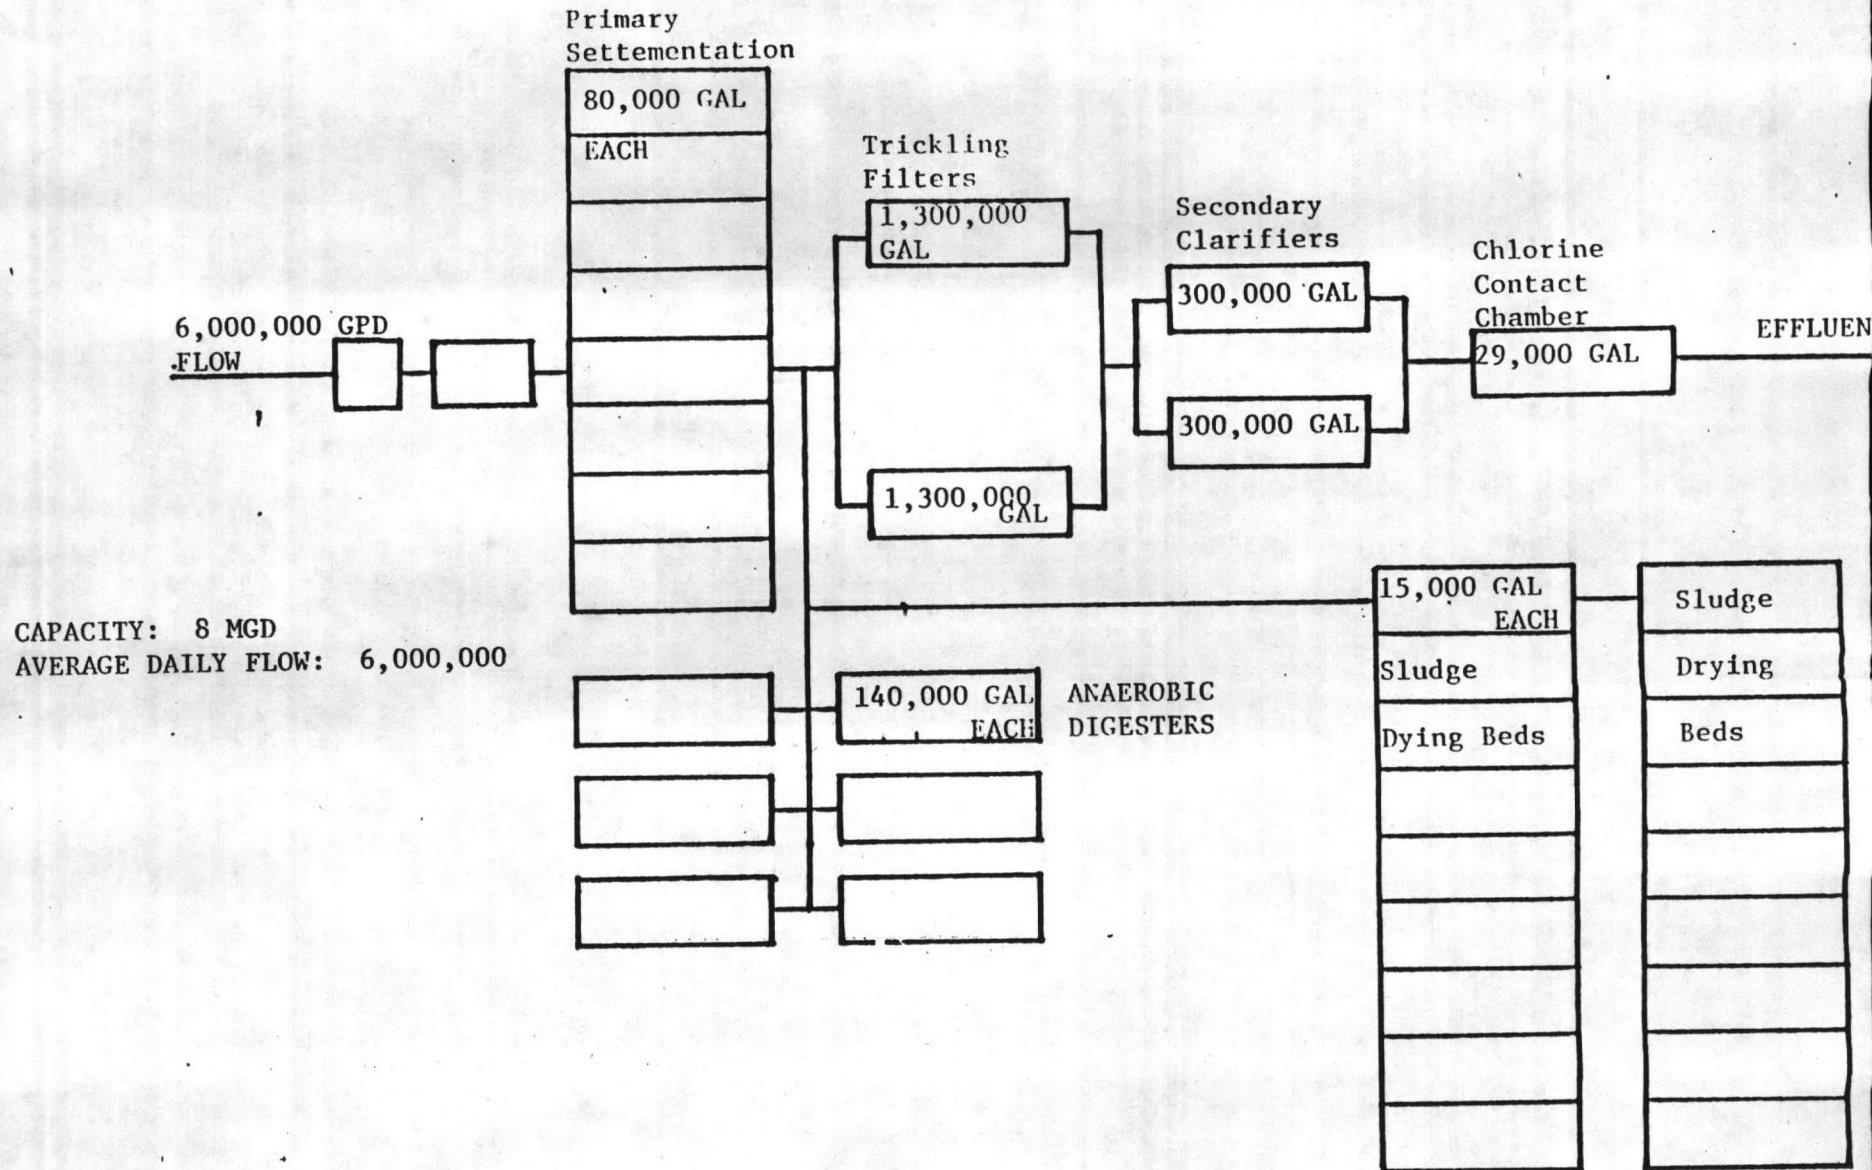 Primary
Settementation
80,000 GAL
EACH
Trickling
Filters
1,300,000
GAL
1,300,000
GAL
Secondary
Clarifiers
300,000 GAL
300,000 GAL
Chlorine
Contact
Chamber
29,000 GAL
EFFLUEN
6,000,000 GPD
FLOW
CAPACITY: 8 MGD
AVERAGE DAILY FLOW: 6,000,000
140,000 GAL
EACH
ANAEROBIC
DIGESTERS
15,000 GAL
EACH
Sludge
Dying Beds
Sludge
Drying
Beds